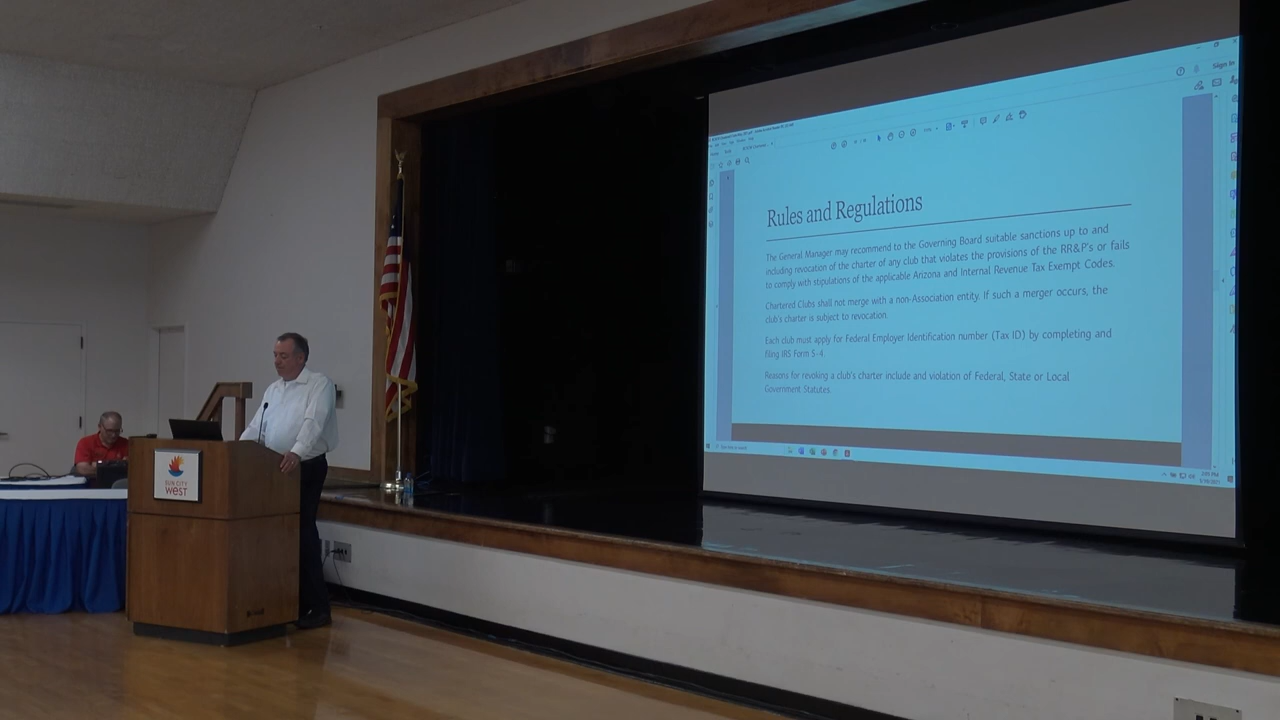 Sign In
Rules and Regulations
The General Manager may recommend to the Governing Board suitable sanctions up to and
including revocation of the charter of any club that violates the provisions of the RR&P's or fails
to comply with stipulations of the applicable Arizona and Internal Revenue Tax Exempt Codes.
Chartered Clubs shall not merge with a non-Association entity. If such a merger occurs, the
club's charter is subject to revocation.
Each club must apply for Federal Employer Identification number (Tax ID) by completing and
filing IRS Form S-4.
Reasons for revoking a club's charter include and violation of Federal, State or Local
Government Statutes.
SUN CITY
WEST